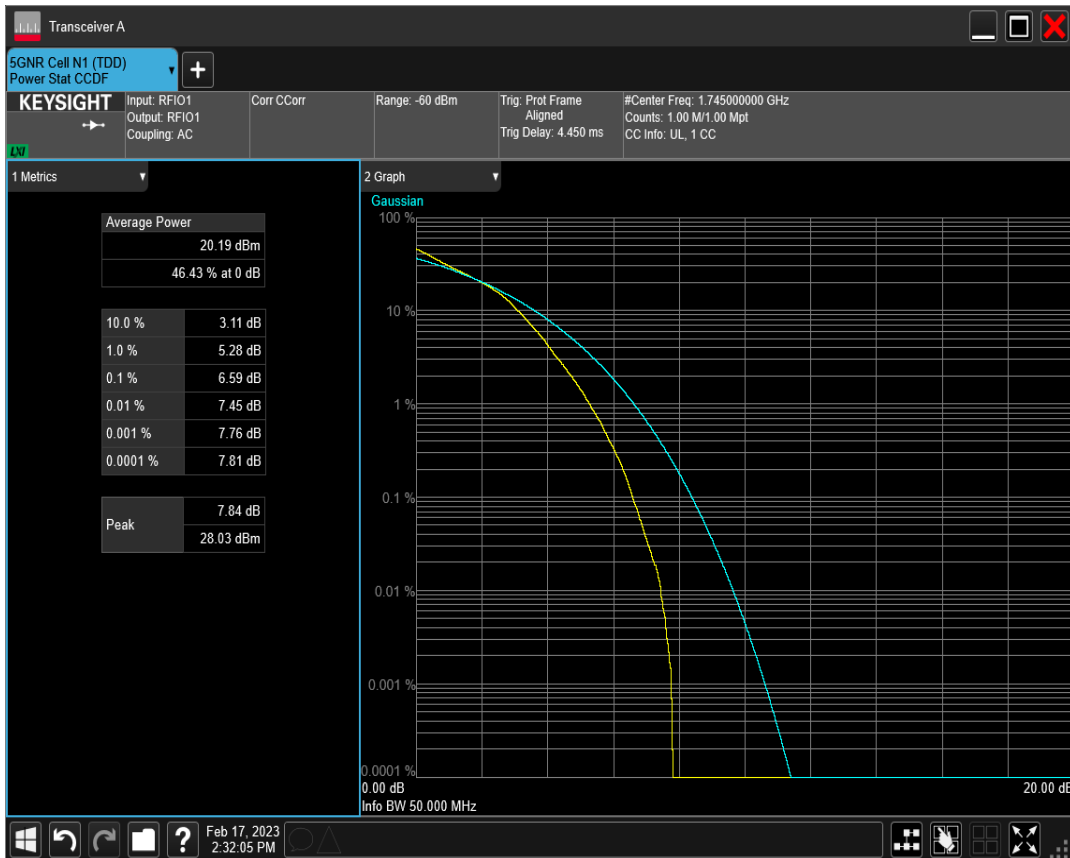 Transceiver A
5GNR Cell N1 (TDD)
Power Stat CCDF
+
KEYSIGHT
LXI
Input: RFIO1
Output: RFIO1
Coupling: AC
Corr CCorr
Range: -60 dBm
Trig: Prot Frame
Aligned
Trig Delay: 4.450 ms
#Center Freq: 1.745000000 GHz
Counts: 1.00 M/1.00 Mpt
CC Info: UL, 1 CC
1 Metrics
Average Power
20.19 dBm
46.43 % at 0 dB
10.0 % 3.11 dB
1.0 % 5.28 dB
0.1 % 6.59 dB
0.01 % 7.45 dB
0.001 % 7.76 dB
0.0001 % 7.81 dB
Peak 7.84 dB
28.03 dBm
2 Graph
Gaussian
100 %
10 %
1 %
0.1 %
0.01 %
0.001 %
0.0001 %
0.00 dB 20.00 dB
Info BW 50.000 MHz
?
Feb 17, 2023
2:32:05 PM